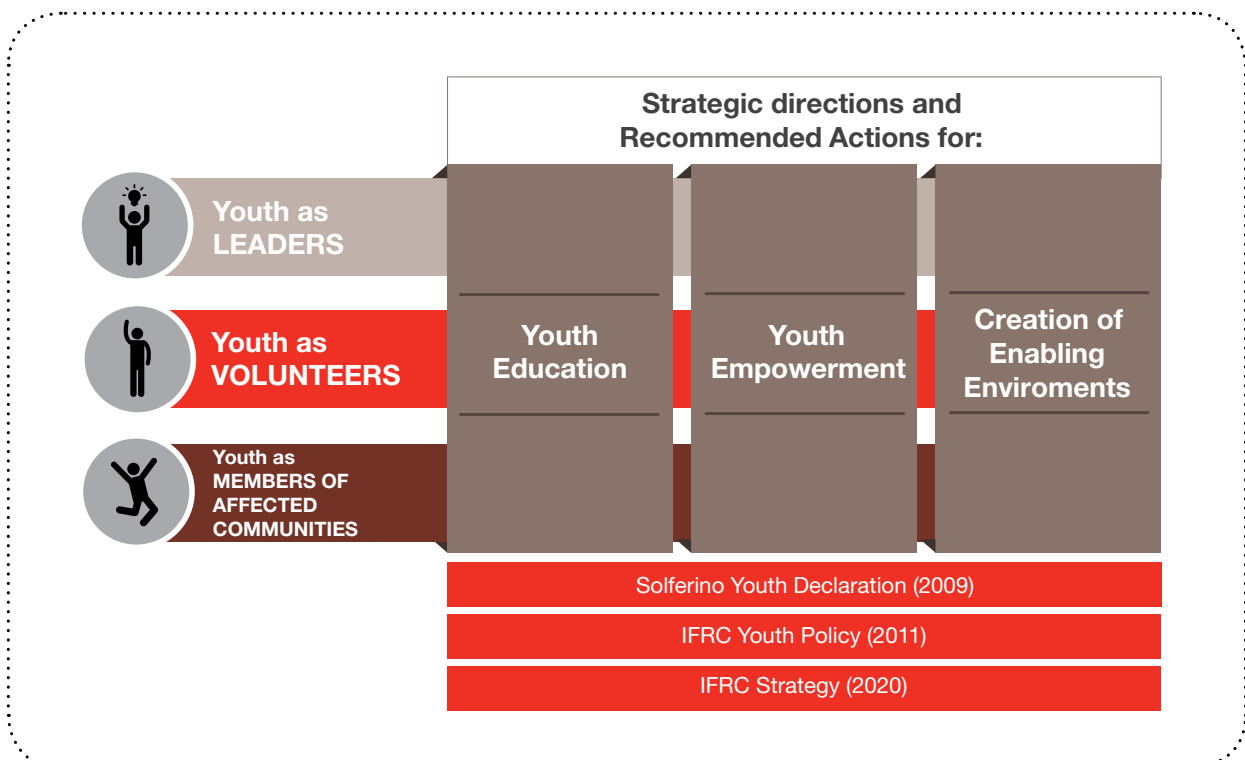 Strategic directions and
Recommended Actions for:
Youth as
LEADERS
Youth as
VOLUNTEERS
Youth as
MEMBERS OF
AFFECTED
COMMUNITIES
Youth
Education
Youth
Empowerment
Creation of
Enabling
Enviroments
Solferino Youth Declaration (2009)
IFRC Youth Policy (2011)
IFRC Strategy (2020)